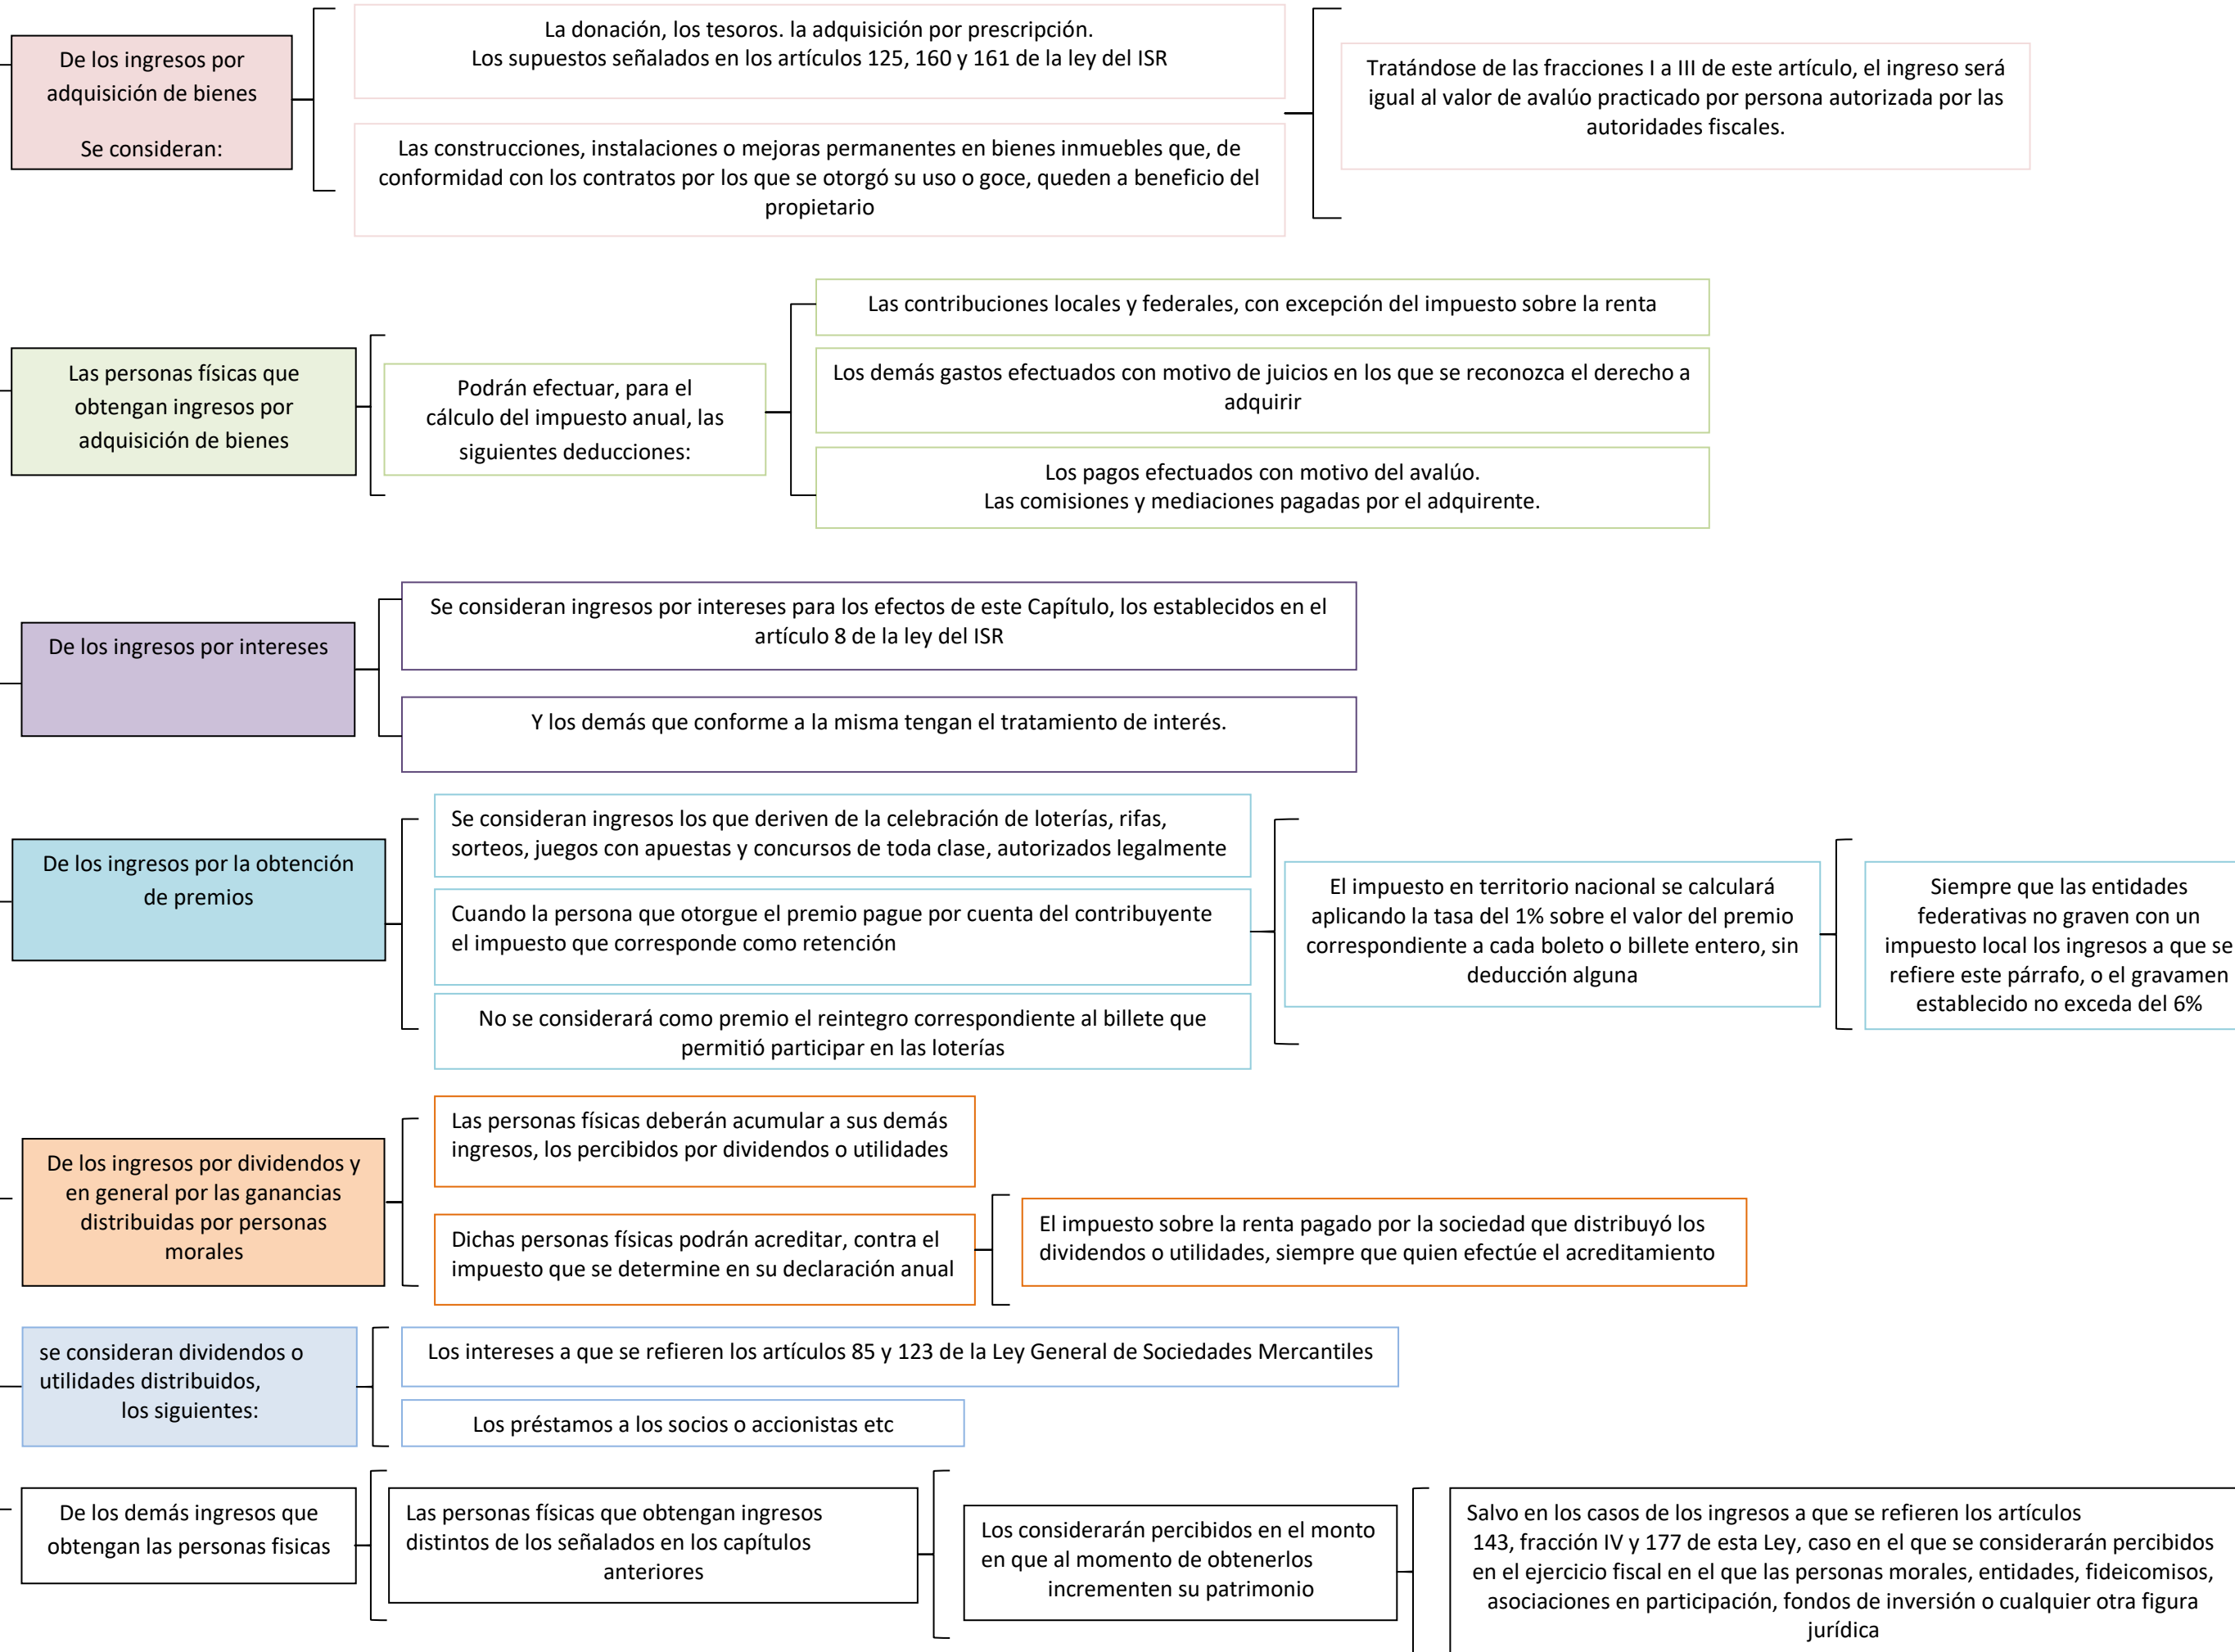 De los ingresos por
adquisición de bienes
Se consideran:
La donación, los tesoros. la adquisición por prescripción.
Los supuestos señalados en los artículos 125, 160 y 161 de la ley del ISR
Las construcciones, instalaciones o mejoras permanentes en bienes inmuebles que, de
conformidad con los contratos por los que se otorgó su uso o goce, queden a beneficio del
propietario
Tratándose de las fracciones I a III de este artículo, el ingreso será
igual al valor de avalúo practicado por persona autorizada por las
autoridades fiscales.
Las personas físicas que
obtengan ingresos por
adquisición de bienes
Podrán efectuar, para el
cálculo del impuesto anual, las
siguientes deducciones:
Las contribuciones locales y federales, con excepción del impuesto sobre la renta
Los demás gastos efectuados con motivo de juicios en los que se reconozca el derecho a
adquirir
Los pagos efectuados con motivo del avalúo.
Las comisiones y mediaciones pagadas por el adquirente.
De los ingresos por intereses
Se consideran ingresos por intereses para los efectos de este Capítulo, los establecidos en el
artículo 8 de la ley del ISR
Y los demás que conforme a la misma tengan el tratamiento de interés.
De los ingresos por la obtención
de premios
Se consideran ingresos los que deriven de la celebración de loterías, rifas,
sorteos, juegos con apuestas y concursos de toda clase, autorizados legalmente
Cuando la persona que otorgue el premio pague por cuenta del contribuyente
el impuesto que corresponde como retención
No se considerará como premio el reintegro correspondiente al billete que
permitió participar en las loterías
El impuesto en territorio nacional se calculará
aplicando la tasa del 1% sobre el valor del premio
correspondiente a cada boleto o billete entero, sin
deducción alguna
Siempre que las entidades
federativas no graven con un
impuesto local los ingresos a que se
refiere este párrafo, o el gravamen
establecido no exceda del 6%
De los ingresos por dividendos y
en general por las ganancias
distribuidas por personas
morales
Las personas físicas deberán acumular a sus demás
ingresos, los percibidos por dividendos o utilidades
Dichas personas físicas podrán acreditar, contra el
impuesto que se determine en su declaración anual
El impuesto sobre la renta pagado por la sociedad que distribuyó los
dividendos o utilidades, siempre que quien efectúe el acreditamiento
se consideran dividendos o
utilidades distribuidos,
los siguientes:
Los intereses a que se refieren los artículos 85 y 123 de la Ley General de Sociedades Mercantiles
Los préstamos a los socios o accionistas etc
De los demás ingresos que
obtengan las personas fisicas
Las personas físicas que obtengan ingresos
distintos de los señalados en los capítulos
anteriores
Los considerarán percibidos en el monto
en que al momento de obtenerlos
incrementen su patrimonio
Salvo en los casos de los ingresos a que se refieren los artículos
143, fracción IV y 177 de esta Ley, caso en el que se considerarán percibidos
en el ejercicio fiscal en el que las personas morales, entidades, fideicomisos,
asociaciones en participación, fondos de inversión o cualquier otra figura
jurídica